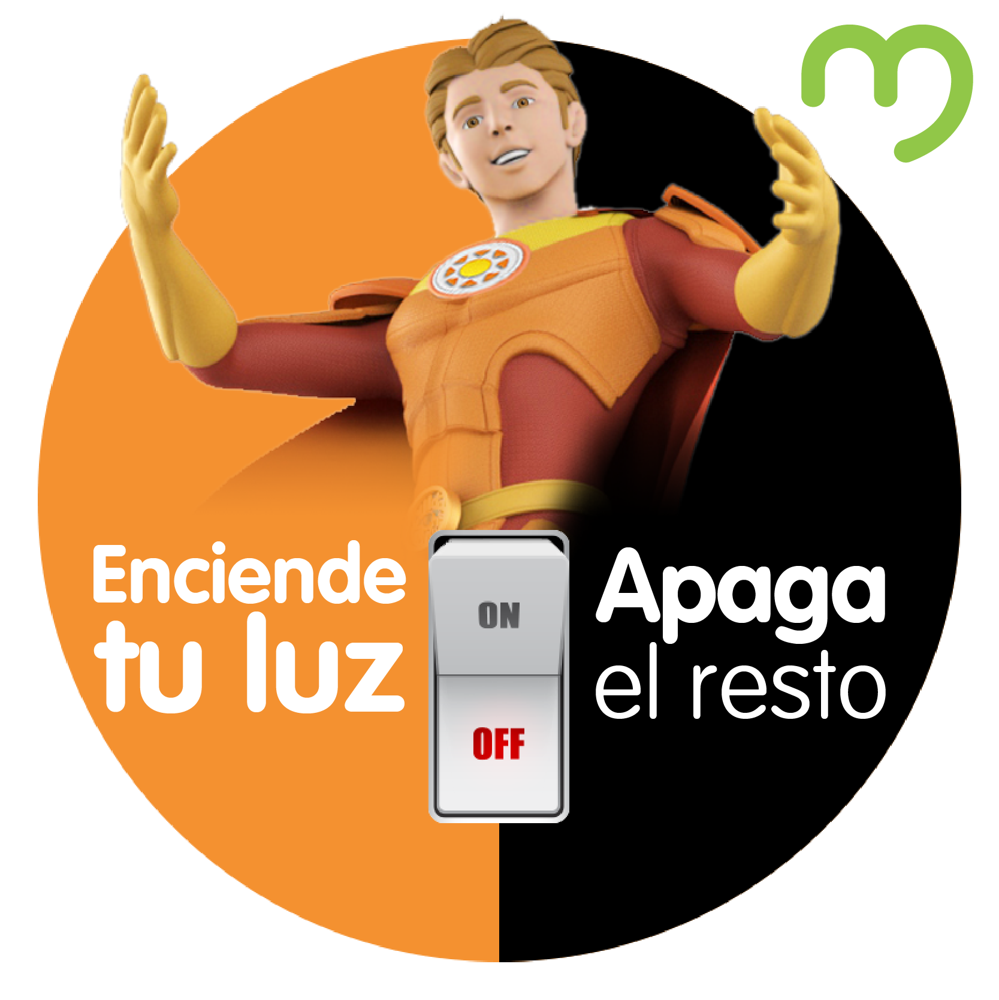 Enciende
tu luz
ON
OFF
Apaga
el resto